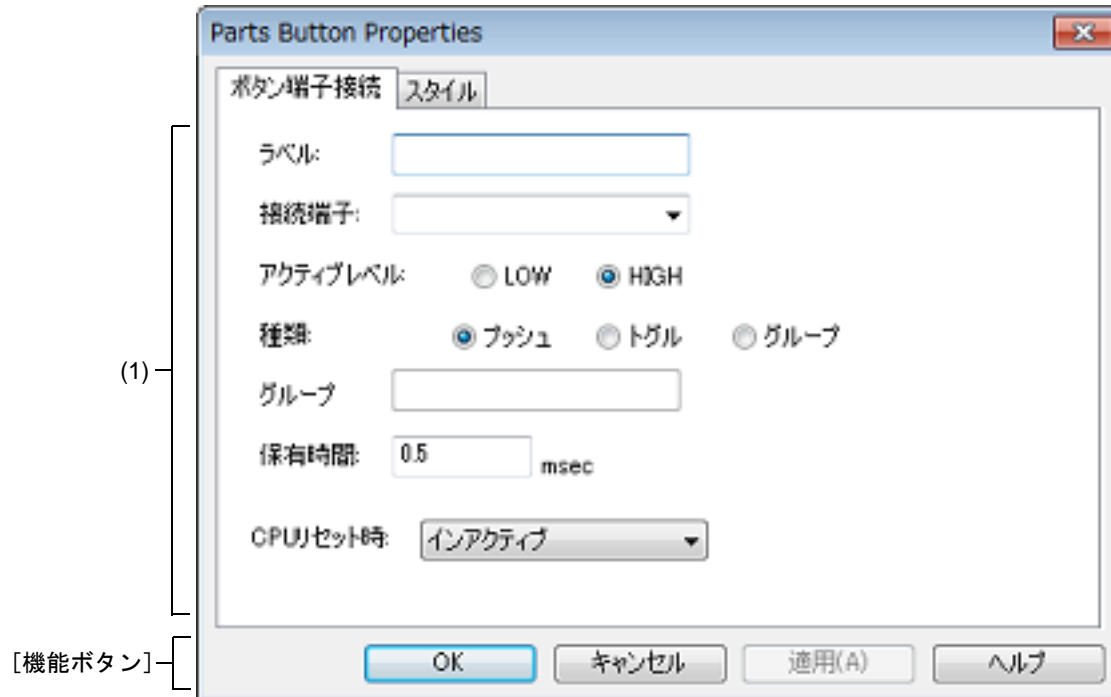 Parts Button Properties
ボタン端子接続 スタイル
ラベル:
接続端子:
アクティブレベル: LOW HIGH
種類: プッシュ トグル グループ
(1)
グループ
保有時間: 0.5 msec
CPUリセット時: インアクティブ
[機能ボタン] OK キャンセル 適用(A) ヘルプ